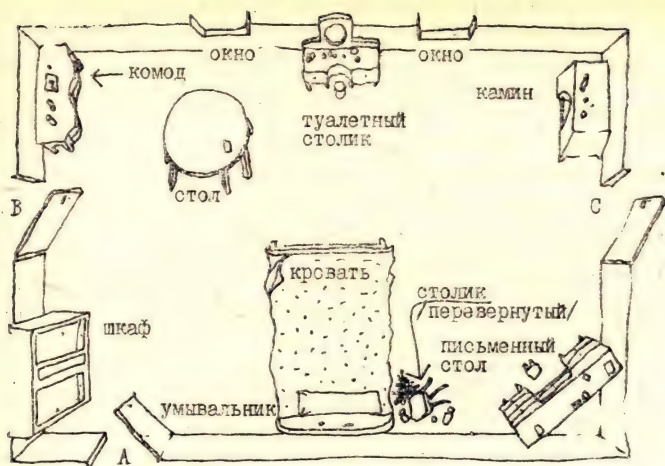 окно
окно
комод
туалетный
столик
камин
стол
В
С
кровать
столик
/перевернутый/
шкаф
письменный
стол
умывальник
А